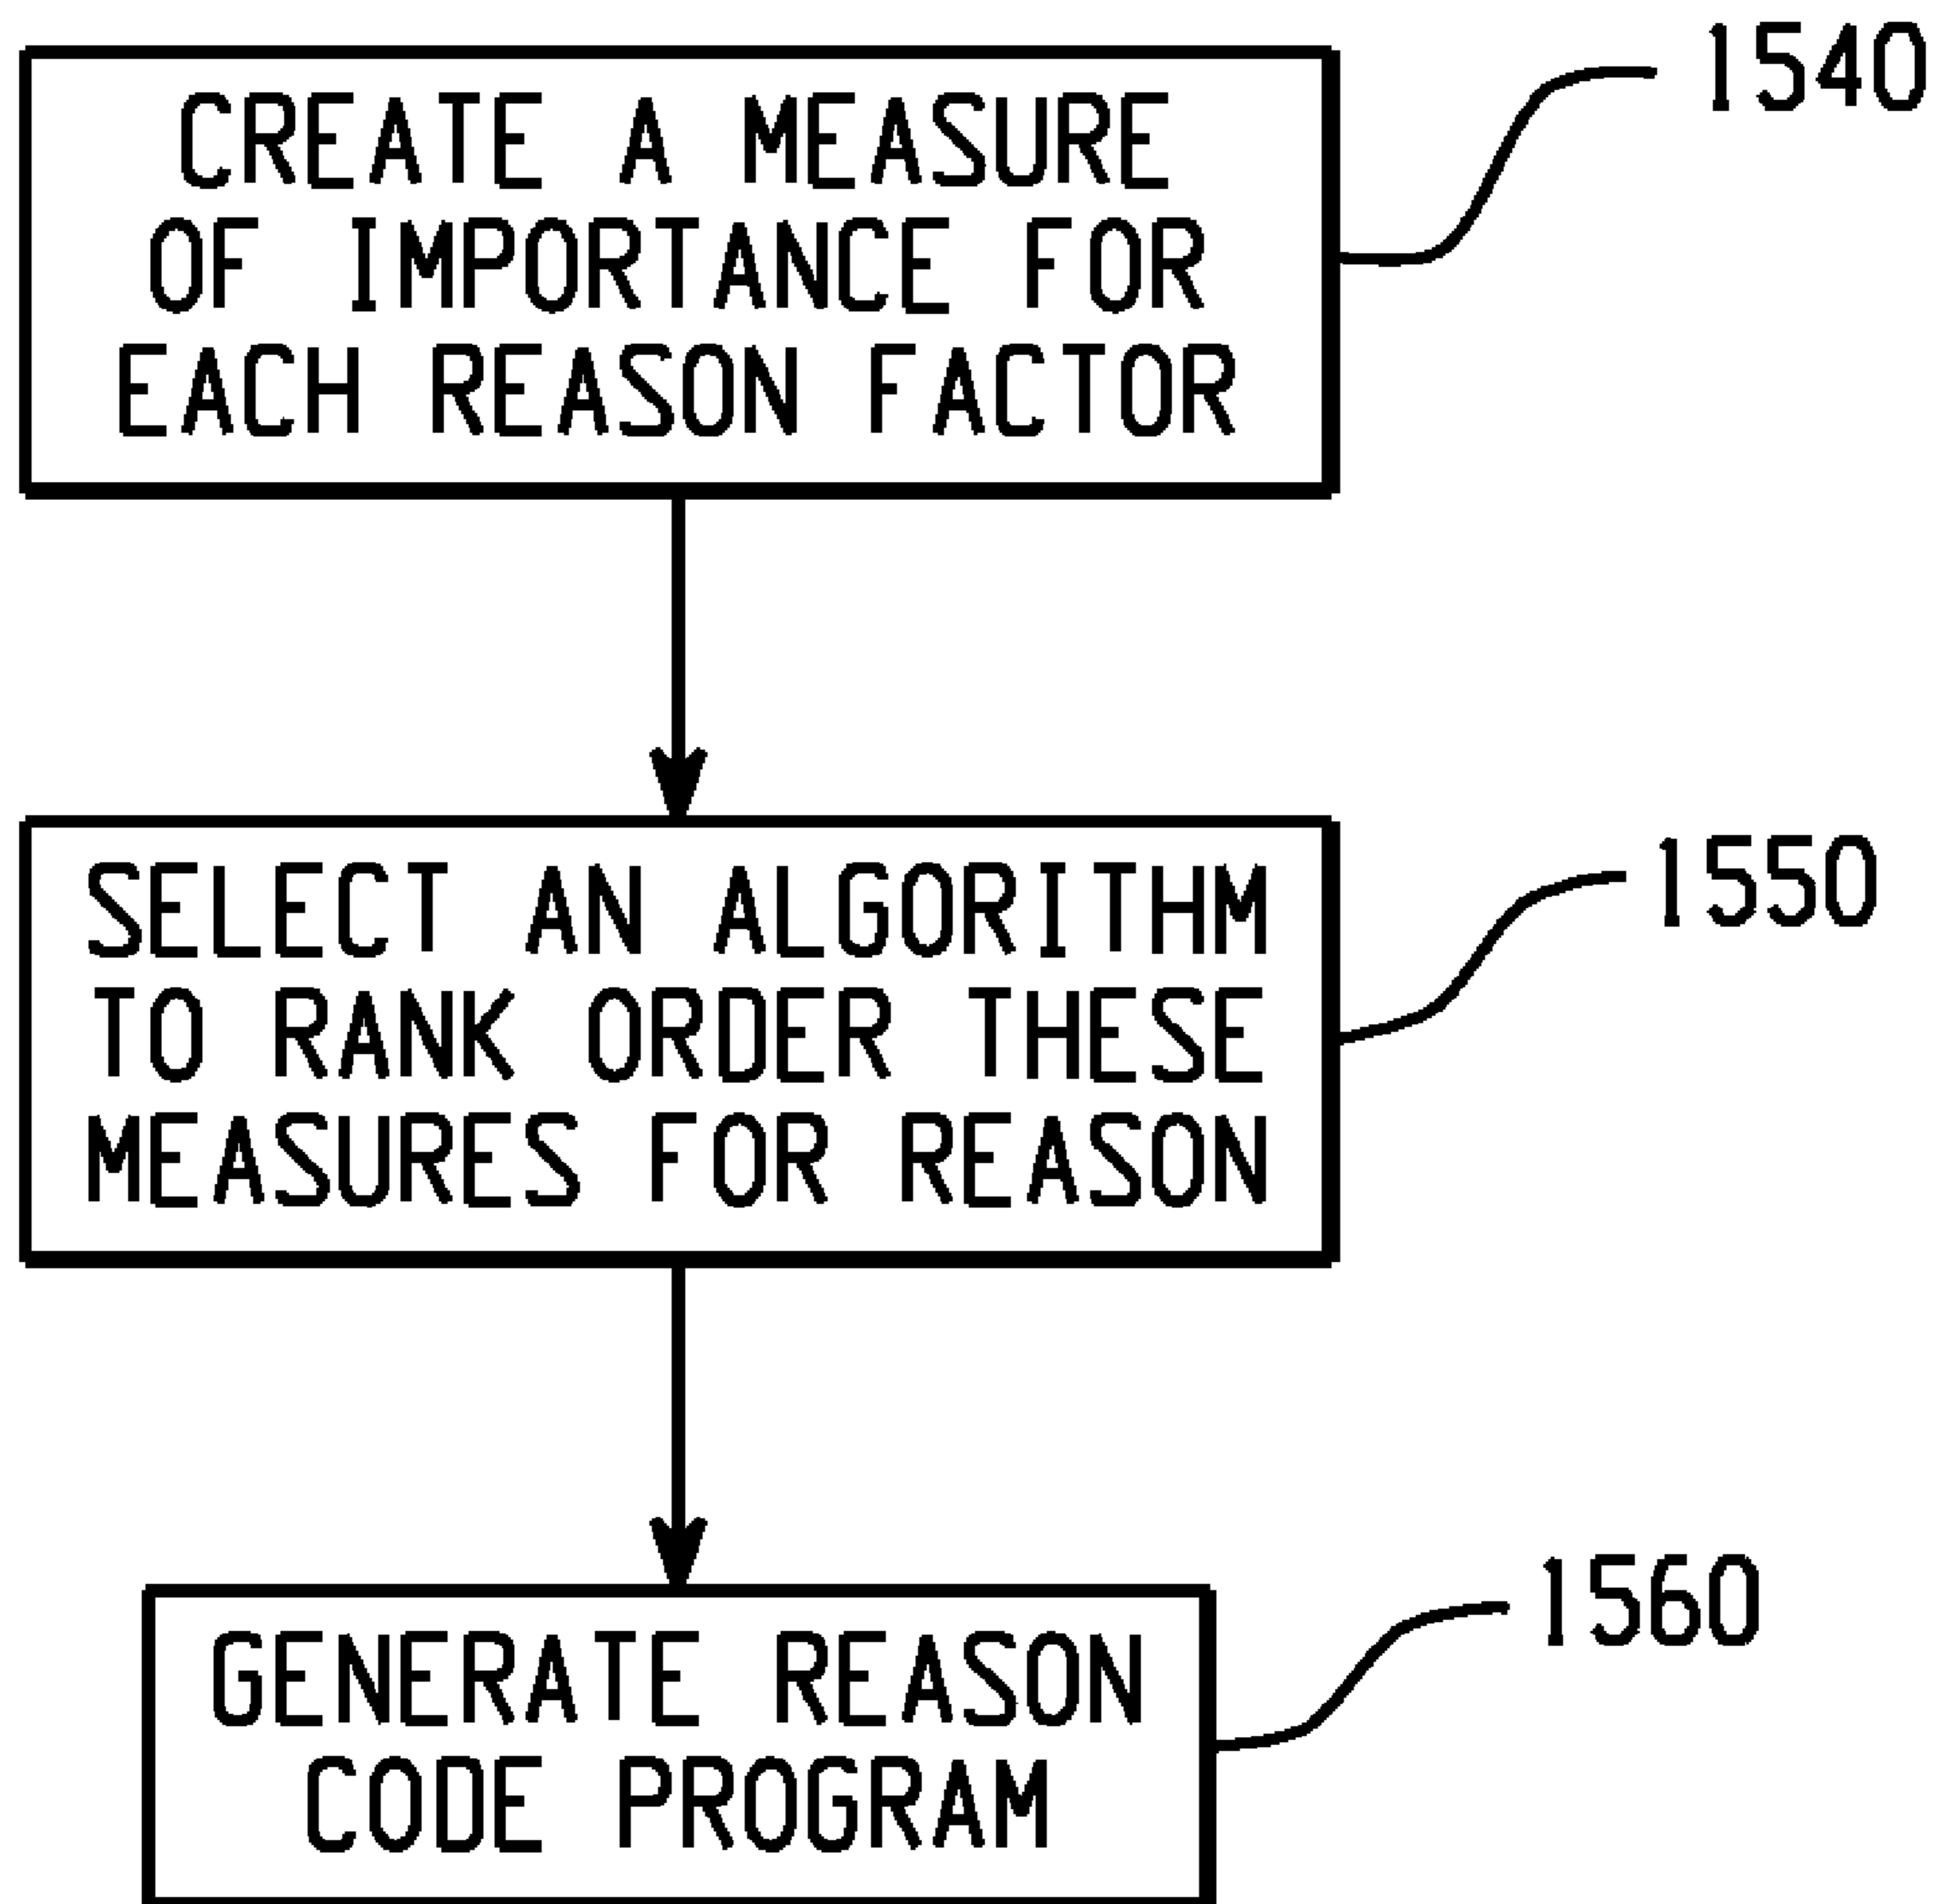 CREATE A MEASURE
OF IMPORTANCE FOR
EACH REASON FACTOR
1540
SELECT AN ALGORITHM
TO RANK ORDER THESE
MEASURES FOR REASON
1550
GENERATE REASON
CODE PROGRAM
1560